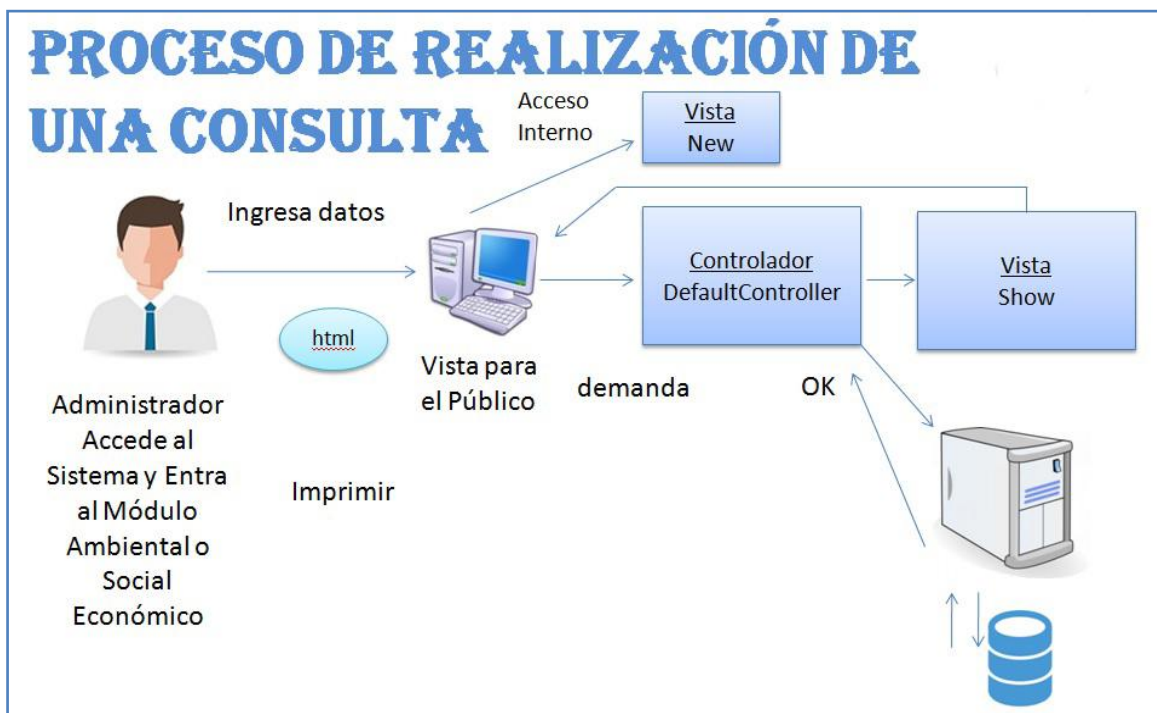 PROCESO DE REALIZACIÓN DE
UNA CONSULTA
Acceso
Interno
Vista
New
Ingresa datos
Controlador
DefaultController
Vista
Show
html
Vista para
el Público
demanda
OK
Administrador
Accede al
Sistema y Entra
al Módulo
Ambiental o
Social
Económico
Imprimir